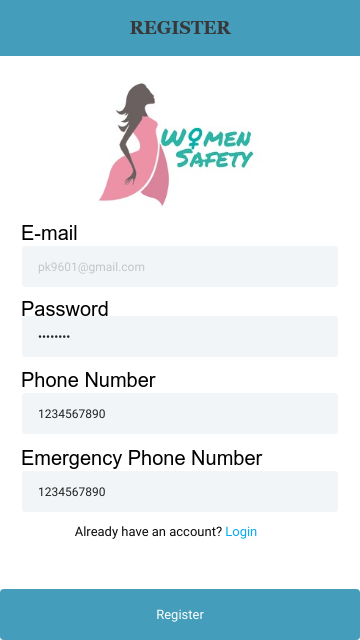 REGISTER
WOMEN
SAFETY
E-mail
pk9601@gmail.com
Password
••••••••
Phone Number
1234567890
Emergency Phone Number
1234567890
Already have an account? Login
Register